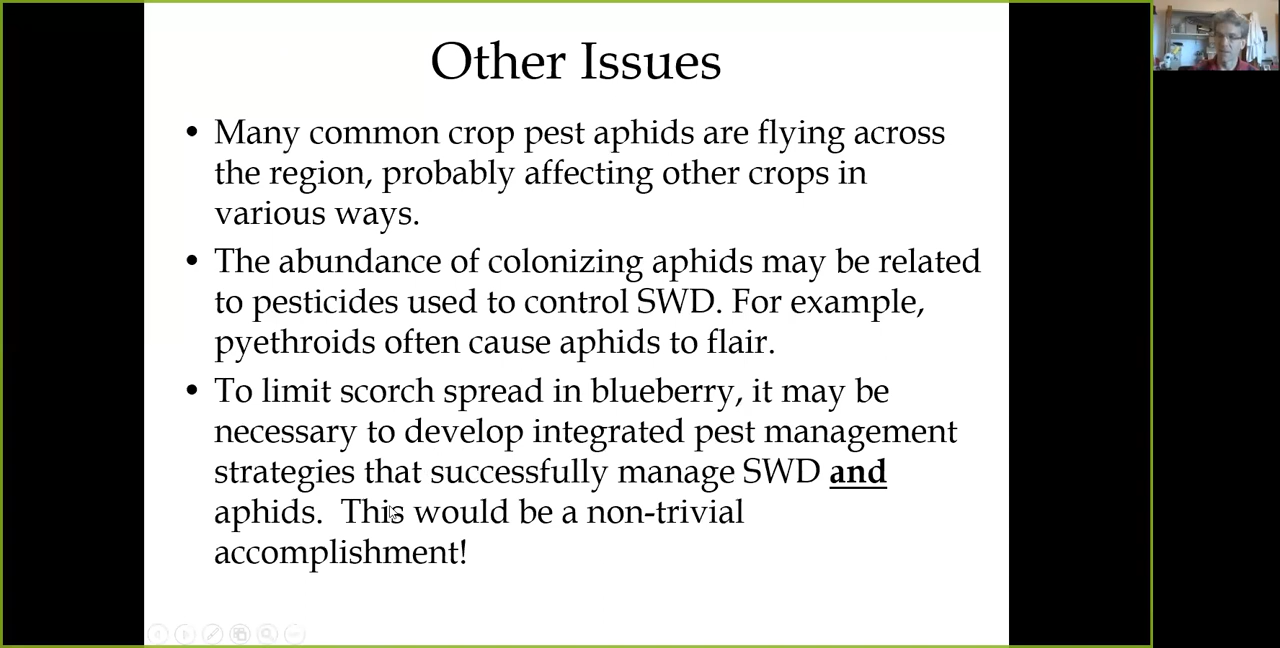 Other Issues
• Many common crop pest aphids are flying across
the region, probably affecting other crops in
various ways.
• The abundance of colonizing aphids may be related
to pesticides used to control SWD. For example,
pyethroids often cause aphids to flair.
• To limit scorch spread in blueberry, it may be
necessary to develop integrated pest management
strategies that successfully manage SWD and
aphids.  This would be a non-trivial
accomplishment!